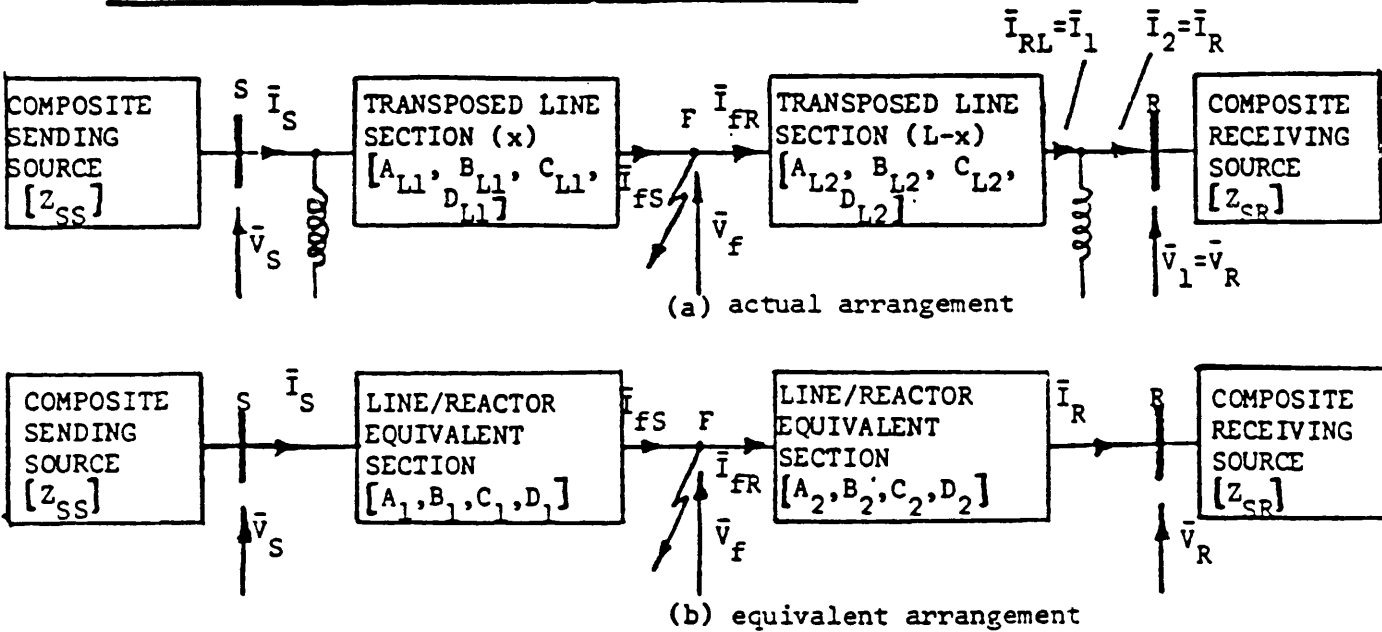 Ī_RL=Ī_1 Ī_2=Ī_R
COMPOSITE
SENDING
SOURCE
[Z_SS]
S
Ī_S
V̄_S
TRANSPOSED LINE
SECTION (x)
[A_L1, B_L1, C_L1,
D_L1]
Ī_fS
F
Ī_fR
V̄_f
TRANSPOSED LINE
SECTION (L-x)
[A_L2, B_L2, C_L2,
D_L2]
R
V̄_1=V̄_R
COMPOSITE
RECEIVING
SOURCE
[Z_SR]
(a) actual arrangement
COMPOSITE
SENDING
SOURCE
[Z_SS]
S
Ī_S
V̄_S
LINE/REACTOR
EQUIVALENT
SECTION
[A_1,B_1,C_1,D_1]
Ī_fS
F
Ī_fR
V̄_f
LINE/REACTOR
EQUIVALENT
SECTION
[A_2,B_2,C_2,D_2]
Ī_R
R
V̄_R
COMPOSITE
RECEIVING
SOURCE
[Z_SR]
(b) equivalent arrangement